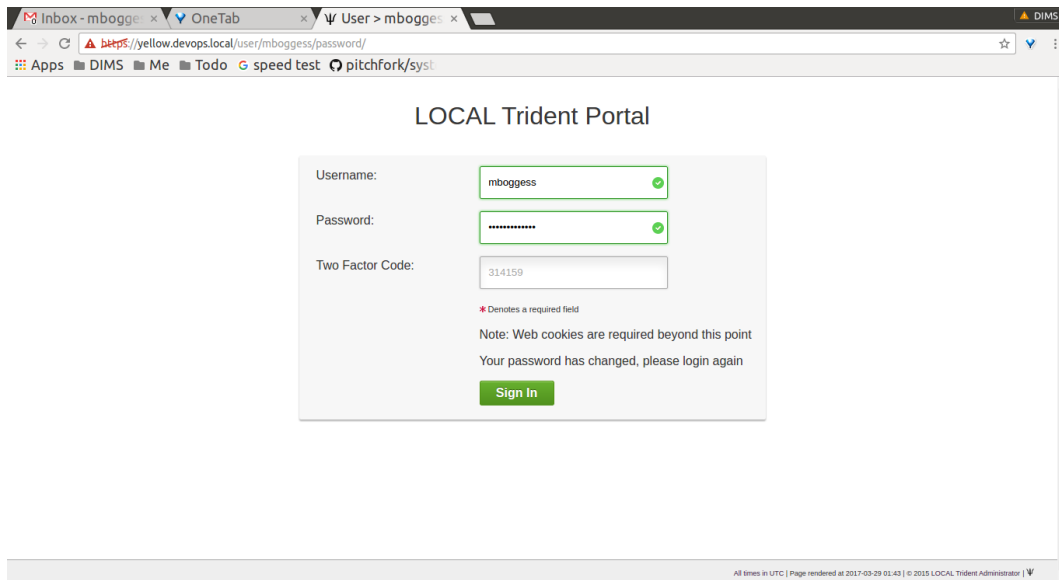 Inbox - mbogge
OneTab
Ψ User > mbogges
DIMS
https://yellow.devops.local/user/mboggess/password/
Apps DIMS Me Todo speed test pitchfork/syst
LOCAL Trident Portal
Username:
mboggess
Password:
•••••••••••••
Two Factor Code:
314159
* Denotes a required field
Note: Web cookies are required beyond this point
Your password has changed, please login again
Sign In
All times in UTC | Page rendered at 2017-03-29 01:43 | © 2015 LOCAL Trident Administrator | Ψ